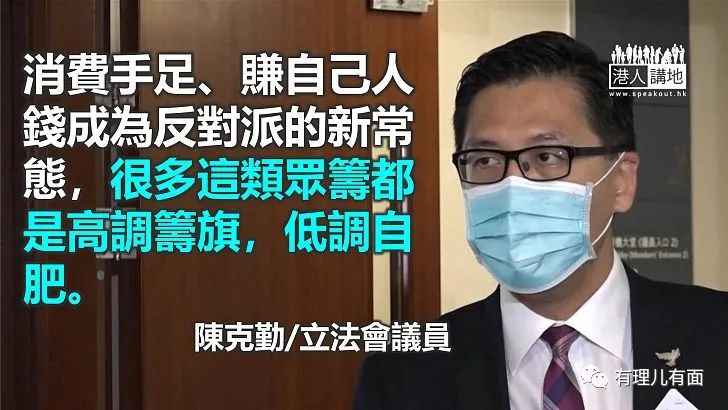 港人講地
www.speakout.hk
消費手足、賺自己人
錢成為反對派的新常
態，很多這類眾籌都
是高調籌旗，低調自
肥。
陳克勤/立法會議員
有理儿有面